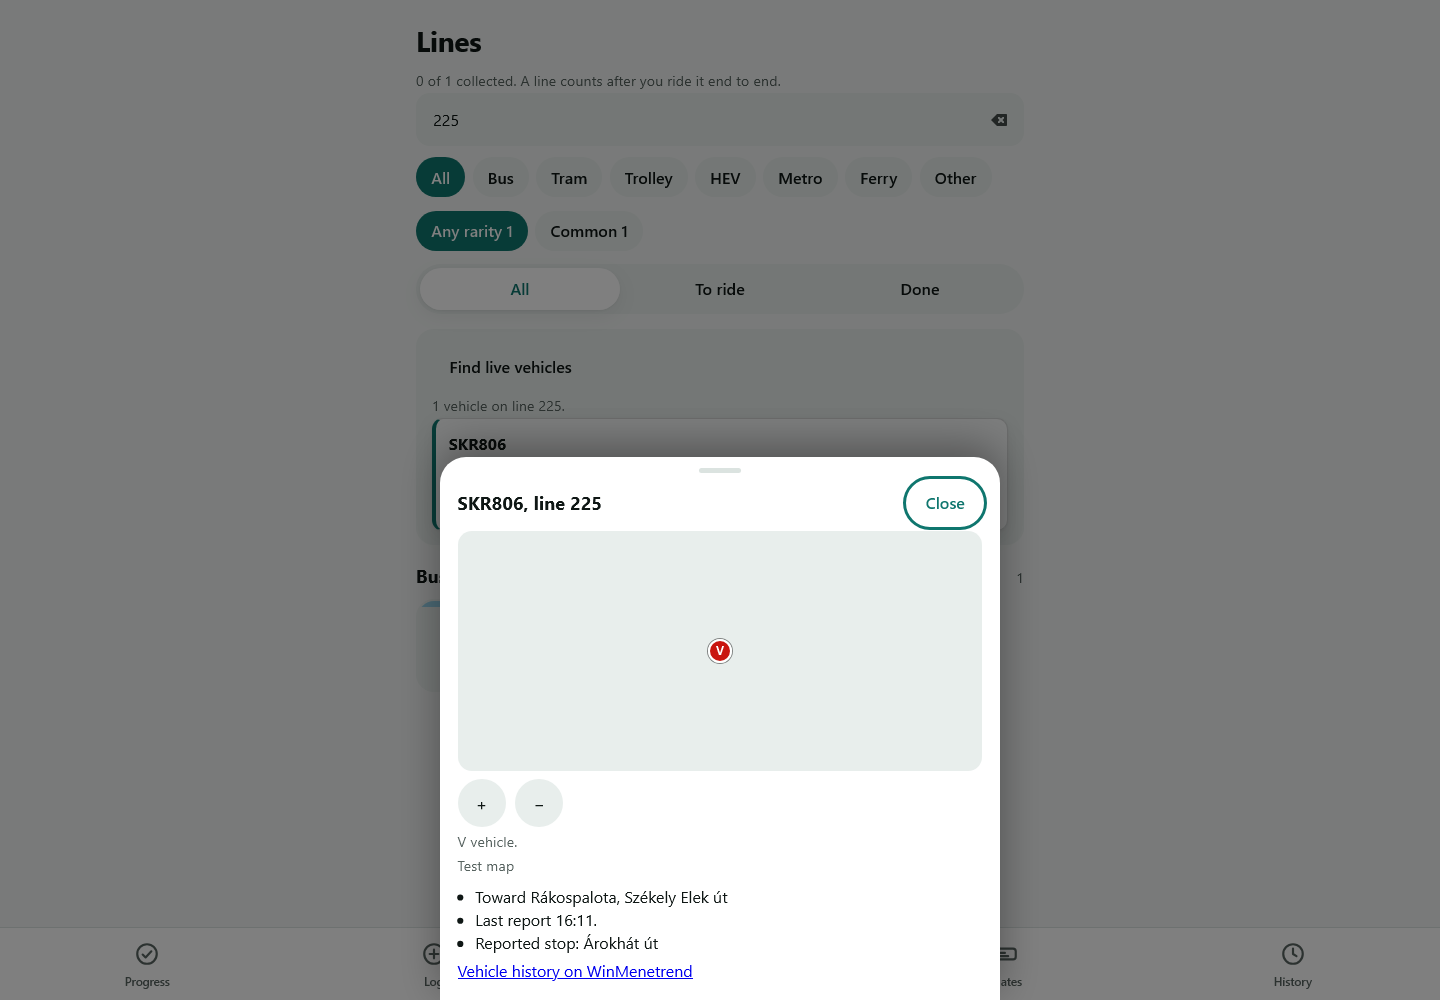 Lines
0 of 1 collected. A line counts after you ride it end to end.
225
All Bus Tram Trolley HEV Metro Ferry Other
Any rarity 1 Common 1
All To ride Done
Find live vehicles
1 vehicle on line 225.
SKR806
SKR806, line 225 Close
1
V
+ −
V vehicle.
Test map
Toward Rákospalota, Székely Elek út
Last report 16:11.
Reported stop: Árokhát út
Vehicle history on WinMenetrend
Progress History